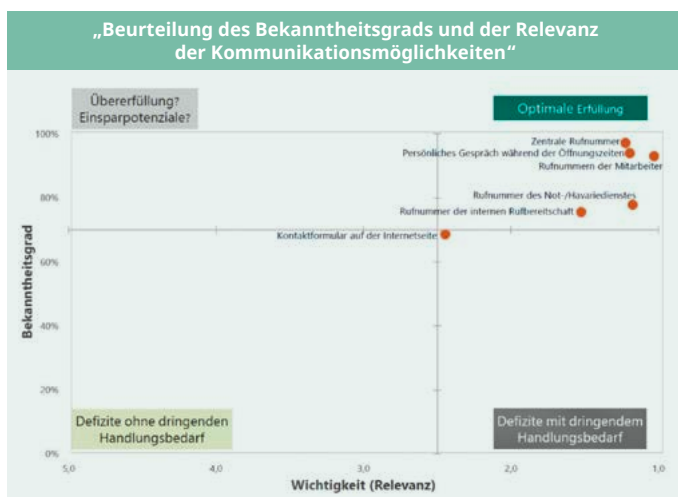 „Beurteilung des Bekanntheitsgrads und der Relevanz
der Kommunikationsmöglichkeiten“
Übererfüllung?
Einsparpotenziale?
Optimale Erfüllung
100%
Zentrale Rufnummer
Persönliches Gespräch während der Öffnungszeiten
Rufnummern der Mitarbeiter
80%
Rufnummer des Not-/Havariedienstes
Rufnummer der internen Rufbereitschaft
Kontaktformular auf der Internetseite
60%
Bekanntheitsgrad
40%
20%
Defizite ohne dringenden
Handlungsbedarf
Defizite mit dringendem
Handlungsbedarf
0%
5,0
4,0
3,0
2,0
1,0
Wichtigkeit (Relevanz)